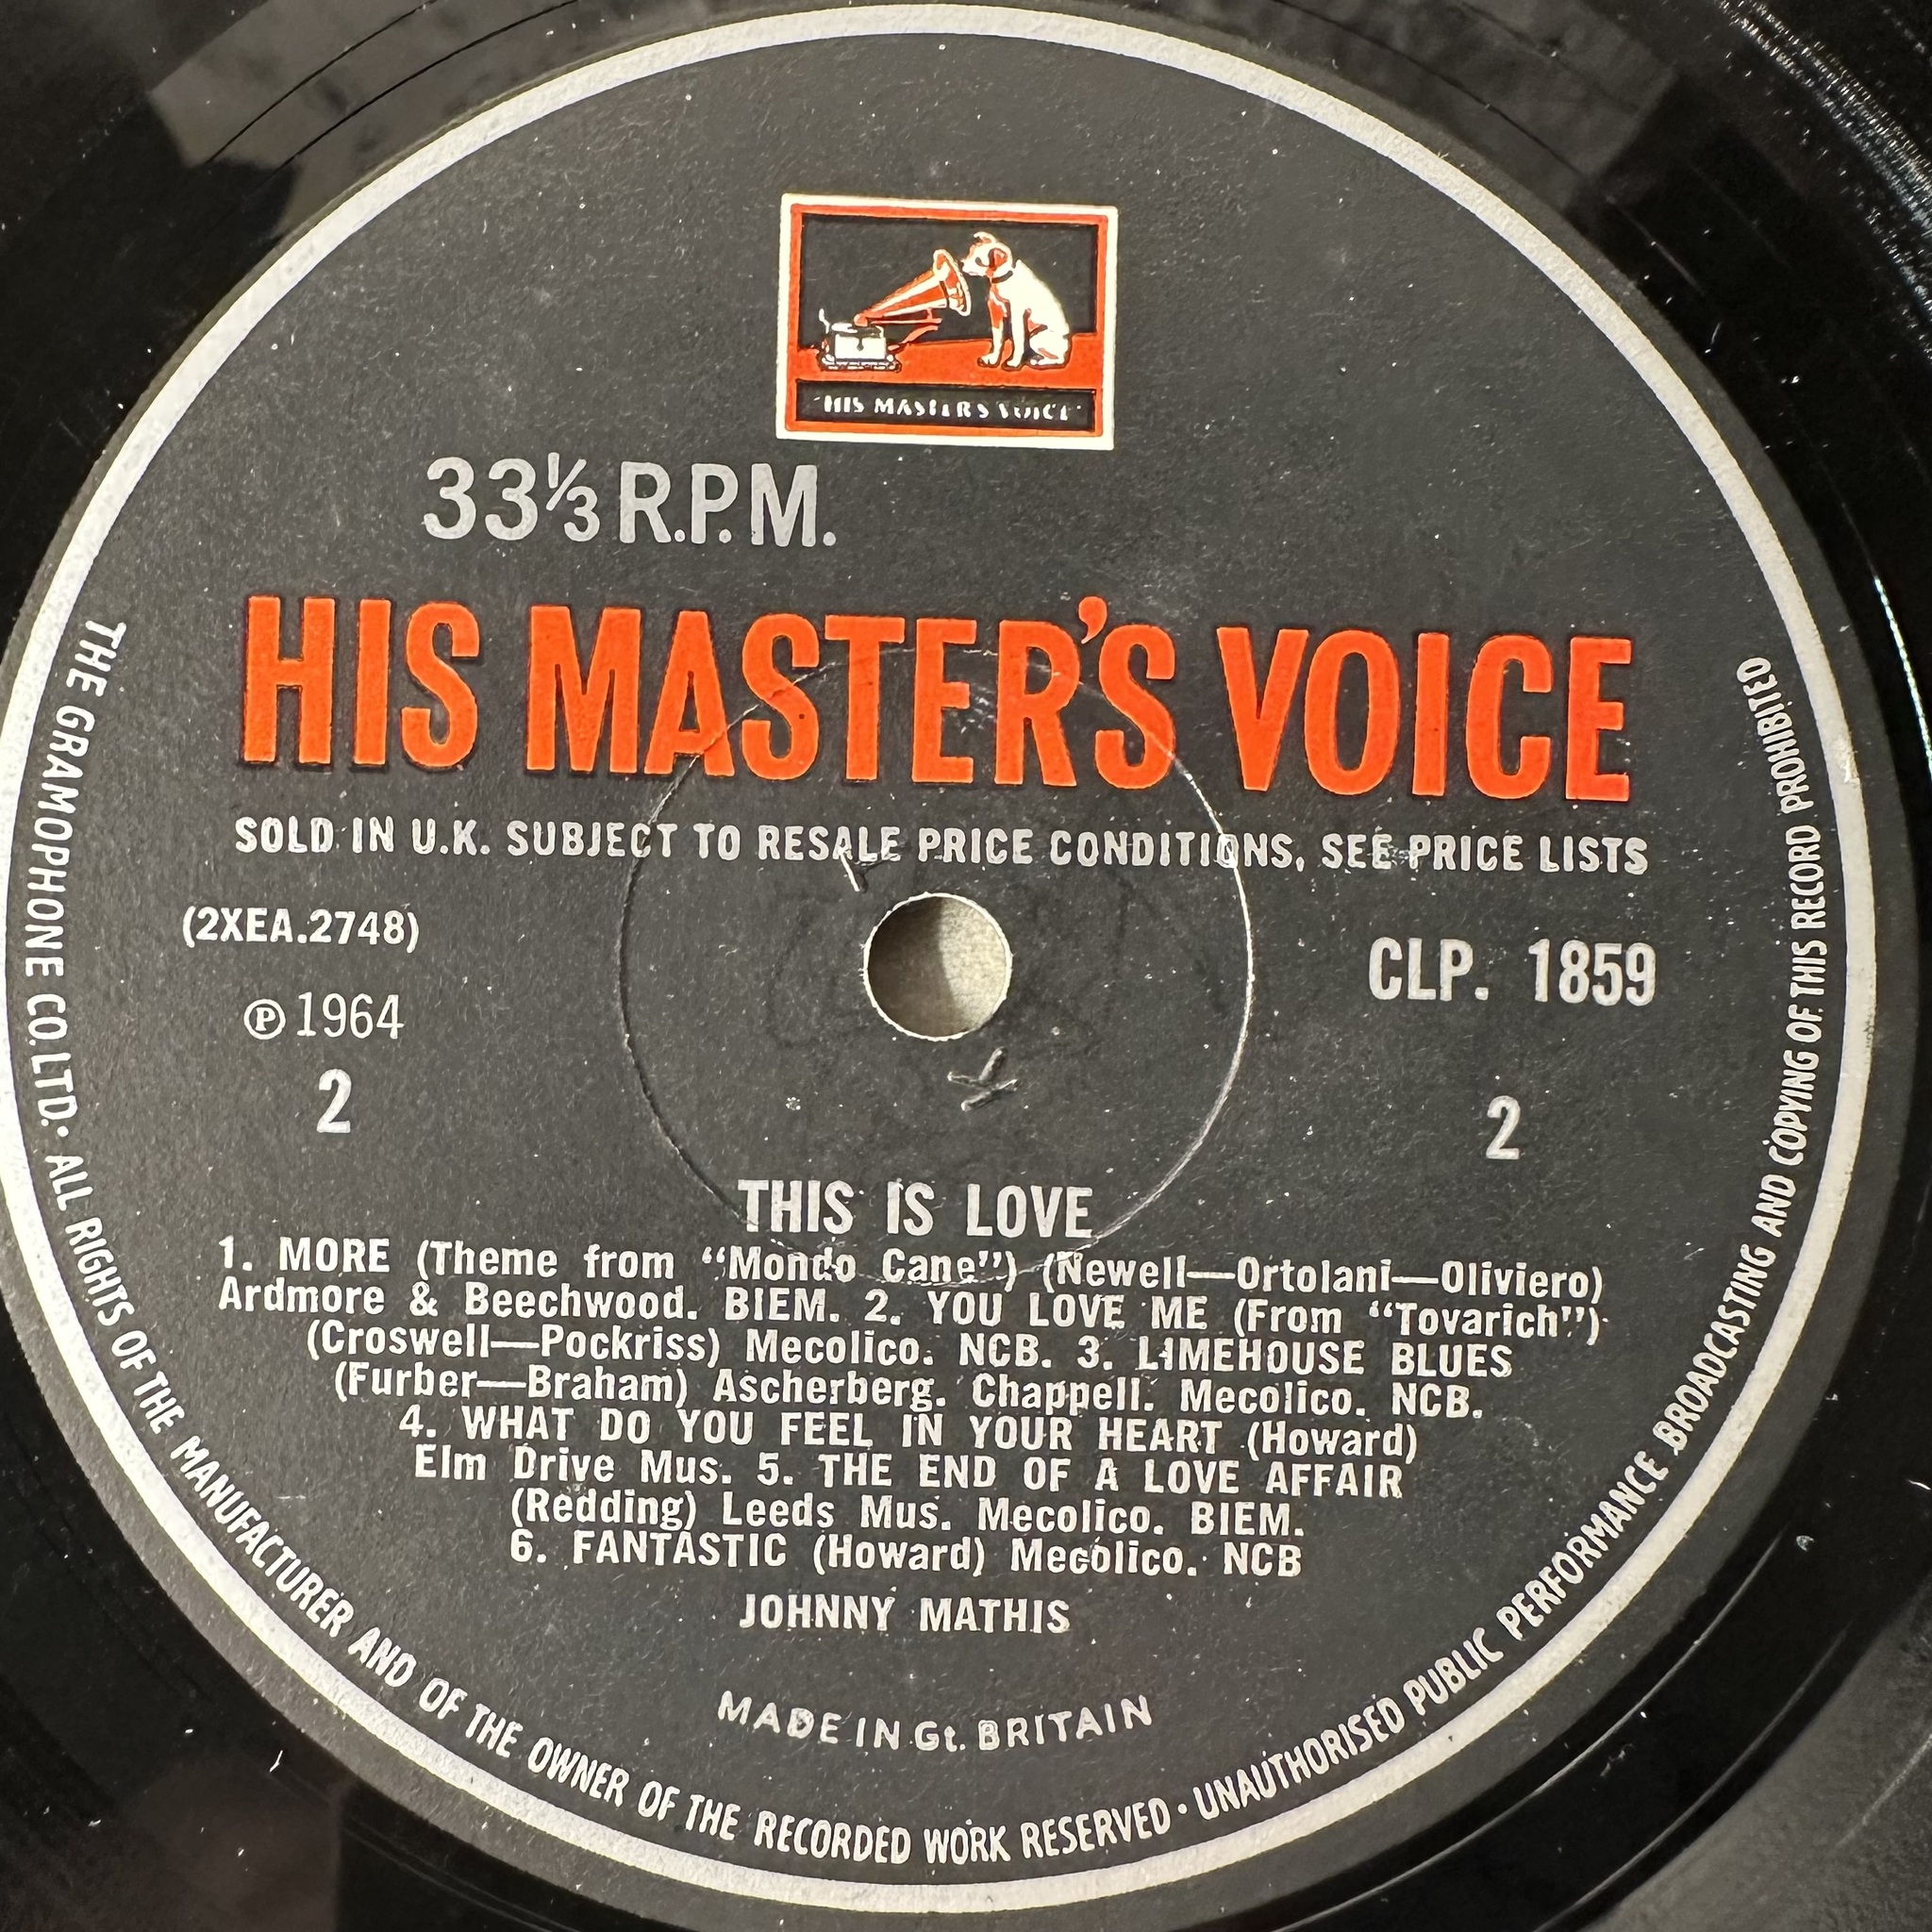 "HIS MASTER'S VOICE"
33⅓ R.P.M.
HIS MASTER'S VOICE
SOLD IN U.K. SUBJECT TO RESALE PRICE CONDITIONS, SEE PRICE LISTS
(2XEA.2748)
CLP. 1859
℗ 1964
2
2
THIS IS LOVE
1. MORE (Theme from “Mondo Cane”) (Newell—Ortolani—Oliviero)
Ardmore & Beechwood. BIEM. 2. YOU LOVE ME (From “Tovarich”)
(Croswell—Pockriss) Mecolico. NCB. 3. LIMEHOUSE BLUES
(Furber—Braham) Ascherberg. Chappell. Mecolico. NCB.
4. WHAT DO YOU FEEL IN YOUR HEART (Howard)
Elm Drive Mus. 5. THE END OF A LOVE AFFAIR
(Redding) Leeds Mus. Mecolico. BIEM.
6. FANTASTIC (Howard) Mecolico. NCB
JOHNNY MATHIS
MADE IN Gt. BRITAIN
THE GRAMOPHONE CO. LTD. · ALL RIGHTS OF THE MANUFACTURER AND OF THE OWNER OF THE RECORDED WORK RESERVED · UNAUTHORISED PUBLIC PERFORMANCE BROADCASTING AND COPYING OF THIS RECORD PROHIBITED